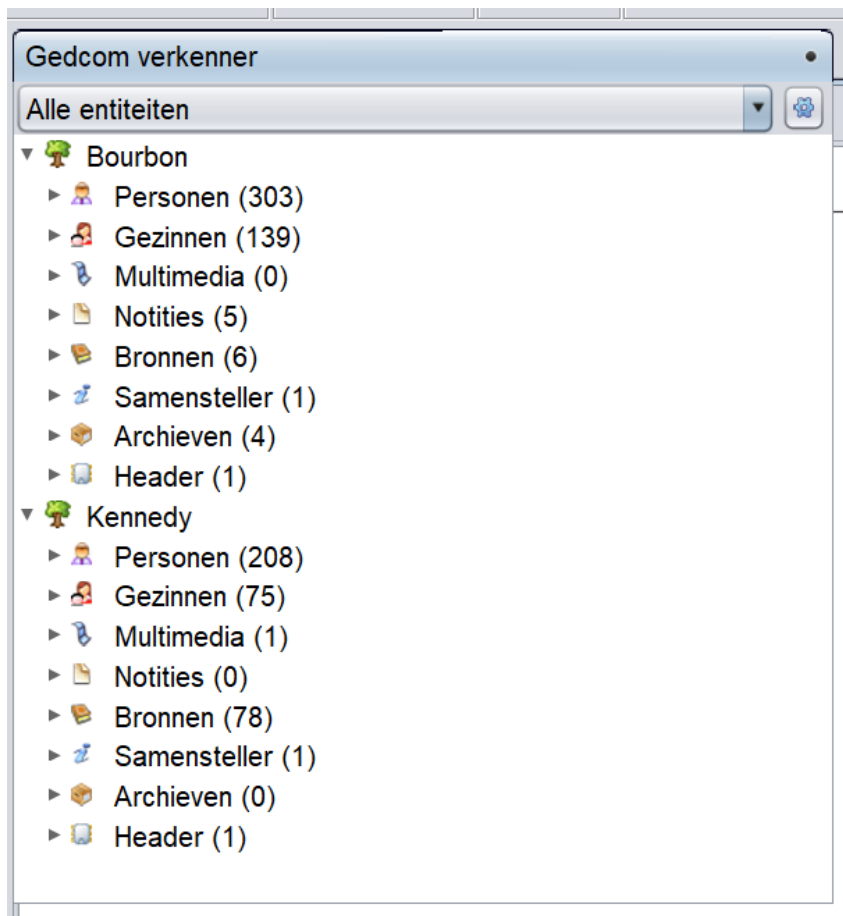 Gedcom verkenner
Alle entiteiten
Bourbon
Personen (303)
Gezinnen (139)
Multimedia (0)
Notities (5)
Bronnen (6)
Samensteller (1)
Archieven (4)
Header (1)
Kennedy
Personen (208)
Gezinnen (75)
Multimedia (1)
Notities (0)
Bronnen (78)
Samensteller (1)
Archieven (0)
Header (1)